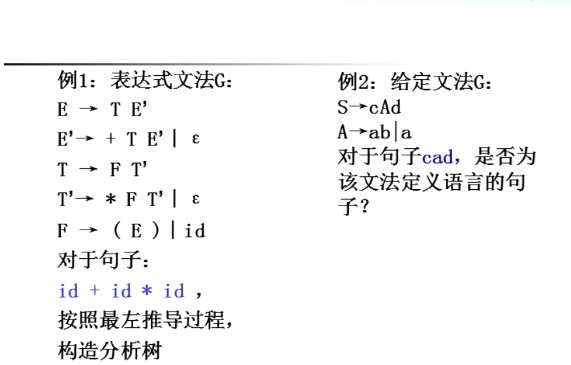 例1：表达式文法G：
E → T E'
E'→ + T E'| ε
T → F T'
T'→ * F T'| ε
F → ( E )|id
对于句子：
id + id * id ，
按照最左推导过程，
构造分析树
例2：给定文法G：
S→cAd
A→ab|a
对于句子cad，是否为
该文法定义语言的句
子？